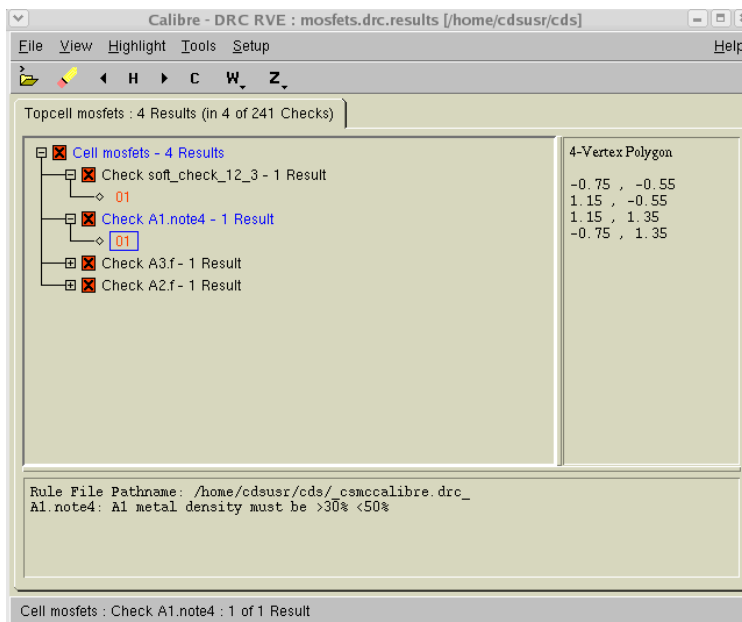 Calibre - DRC RVE : mosfets.drc.results [/home/cdsusr/cds]
File View Highlight Tools Setup Help
H C W Z
Topcell mosfets : 4 Results (in 4 of 241 Checks)
Cell mosfets - 4 Results
Check soft_check_12_3 - 1 Result
01
Check A1.note4 - 1 Result
01
Check A3.f - 1 Result
Check A2.f - 1 Result
4-Vertex Polygon
-0.75 , -0.55
1.15 , -0.55
1.15 , 1.35
-0.75 , 1.35
Rule File Pathname: /home/cdsusr/cds/_csmccalibre.drc_
A1.note4: A1 metal density must be >30% <50%
Cell mosfets : Check A1.note4 : 1 of 1 Result